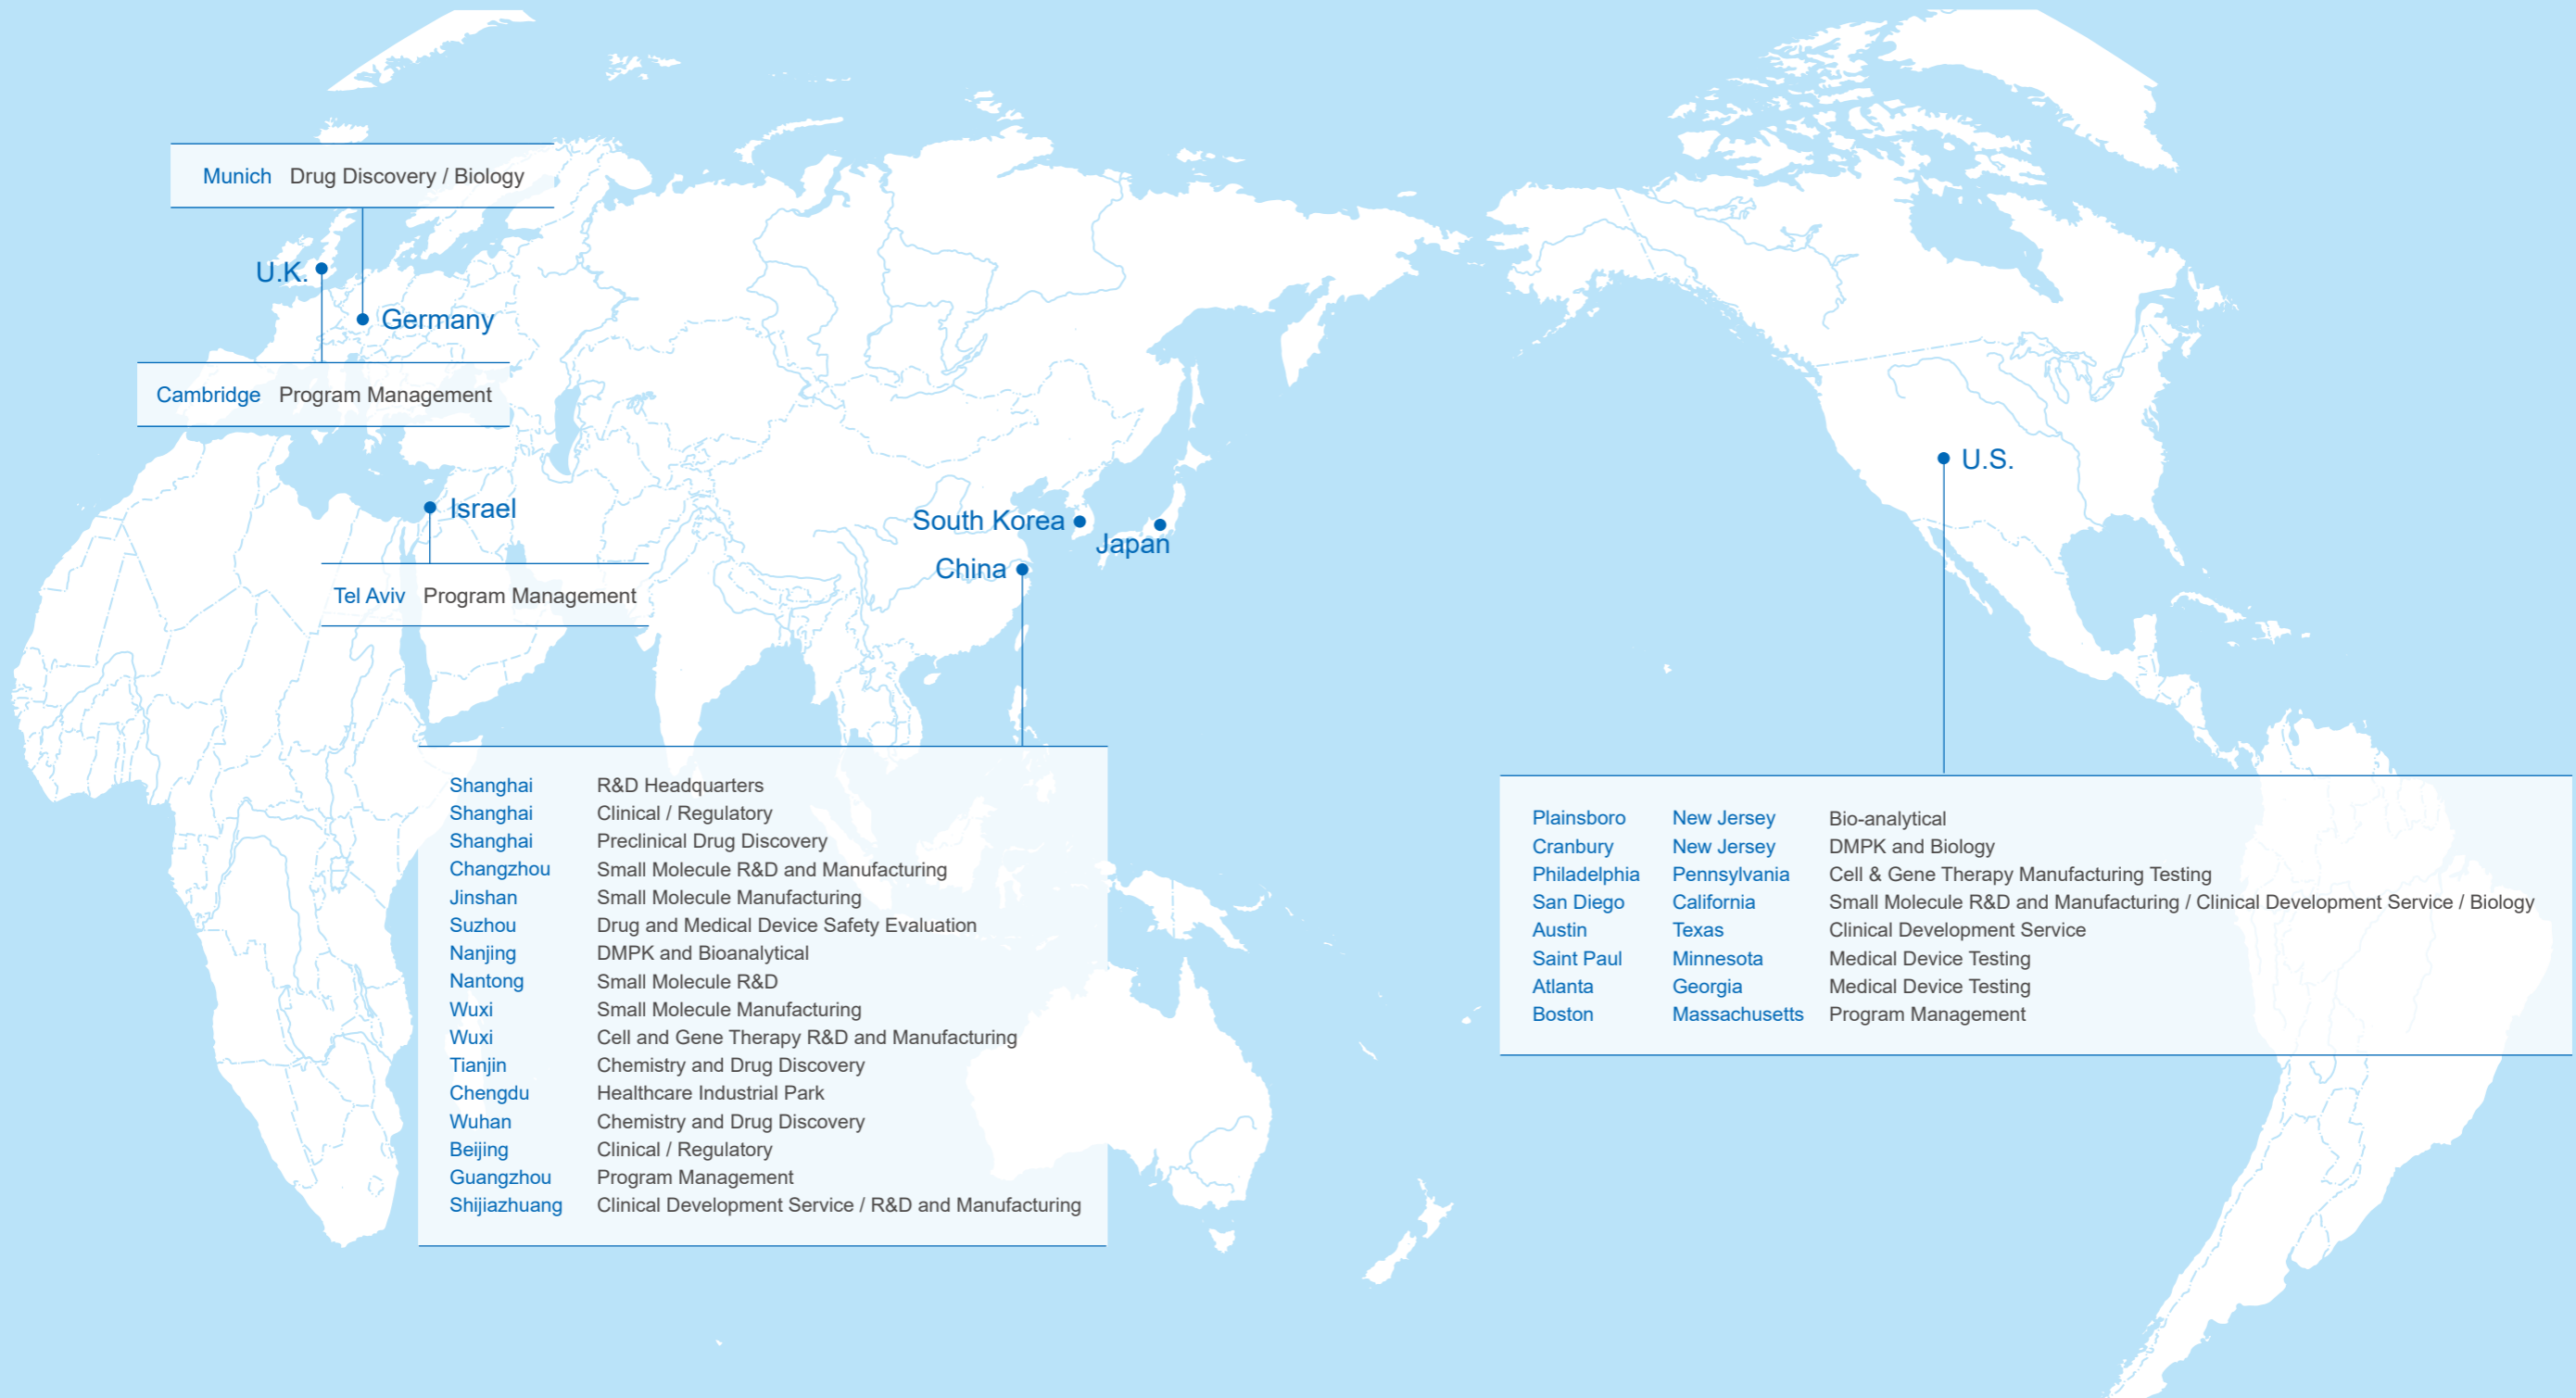 Munich Drug Discovery / Biology
U.K.
Germany
Cambridge Program Management
Israel
Tel Aviv Program Management
South Korea
Japan
China
U.S.
Shanghai R&D Headquarters
Shanghai Clinical / Regulatory
Shanghai Preclinical Drug Discovery
Changzhou Small Molecule R&D and Manufacturing
Jinshan Small Molecule Manufacturing
Suzhou Drug and Medical Device Safety Evaluation
Nanjing DMPK and Bioanalytical
Nantong Small Molecule R&D
Wuxi Small Molecule Manufacturing
Wuxi Cell and Gene Therapy R&D and Manufacturing
Tianjin Chemistry and Drug Discovery
Chengdu Healthcare Industrial Park
Wuhan Chemistry and Drug Discovery
Beijing Clinical / Regulatory
Guangzhou Program Management
Shijiazhuang Clinical Development Service / R&D and Manufacturing
Plainsboro New Jersey Bio-analytical
Cranbury New Jersey DMPK and Biology
Philadelphia Pennsylvania Cell & Gene Therapy Manufacturing Testing
San Diego California Small Molecule R&D and Manufacturing / Clinical Development Service / Biology
Austin Texas Clinical Development Service
Saint Paul Minnesota Medical Device Testing
Atlanta Georgia Medical Device Testing
Boston Massachusetts Program Management